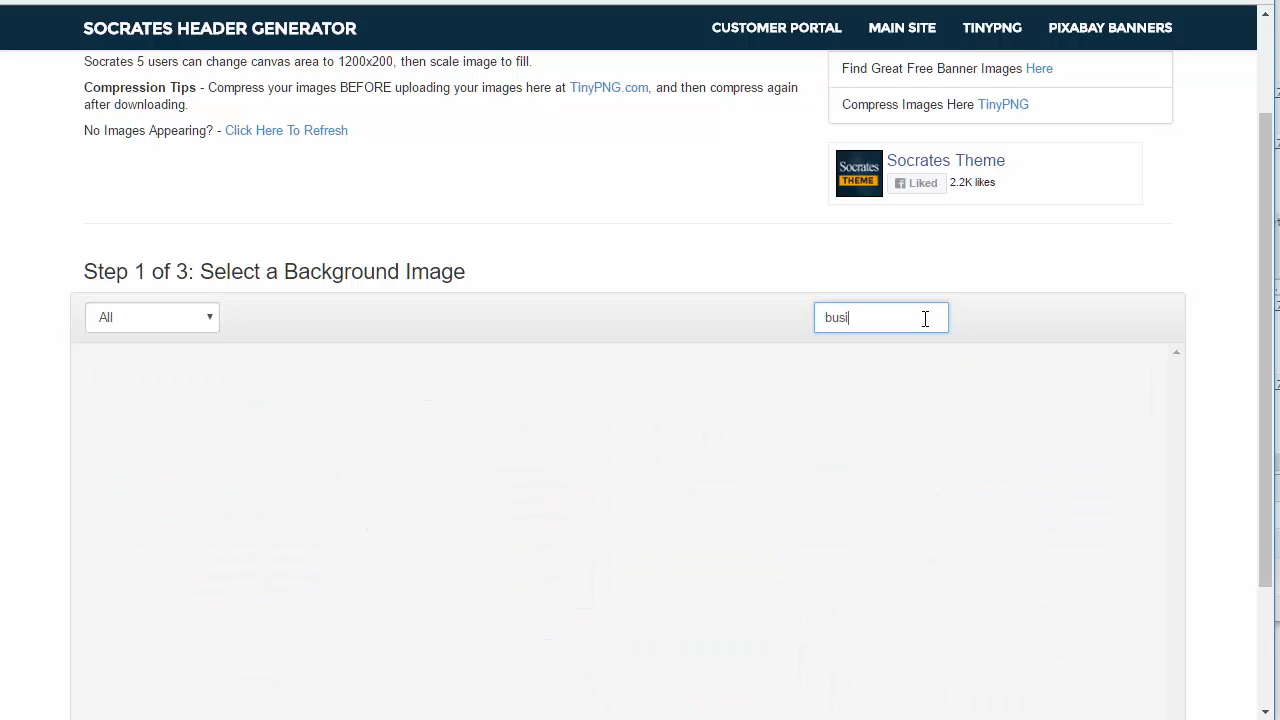 SOCRATES HEADER GENERATOR
CUSTOMER PORTAL MAIN SITE TINYPNG PIXABAY BANNERS
Socrates 5 users can change canvas area to 1200x200, then scale image to fill.
Compression Tips - Compress your images BEFORE uploading your images here at TinyPNG.com, and then compress again
after downloading.
No Images Appearing? - Click Here To Refresh
Find Great Free Banner Images Here
Compress Images Here TinyPNG
Socrates
THEME
Socrates Theme
Liked 2.2K likes
Step 1 of 3: Select a Background Image
All
busi